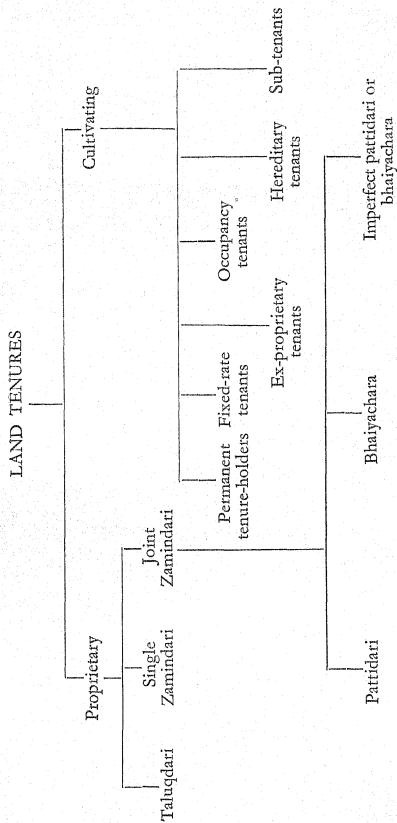 LAND TENURES
Proprietary
Cultivating
Taluqdari
Single
Zamindari
Joint
Zamindari
Permanent
tenure-holders
Fixed-rate
tenants
Ex-proprietary
tenants
Occupancy
tenants
Hereditary
tenants
Sub-tenants
Pattidari
Bhaiyachara
Imperfect pattidari or
bhaiyachara